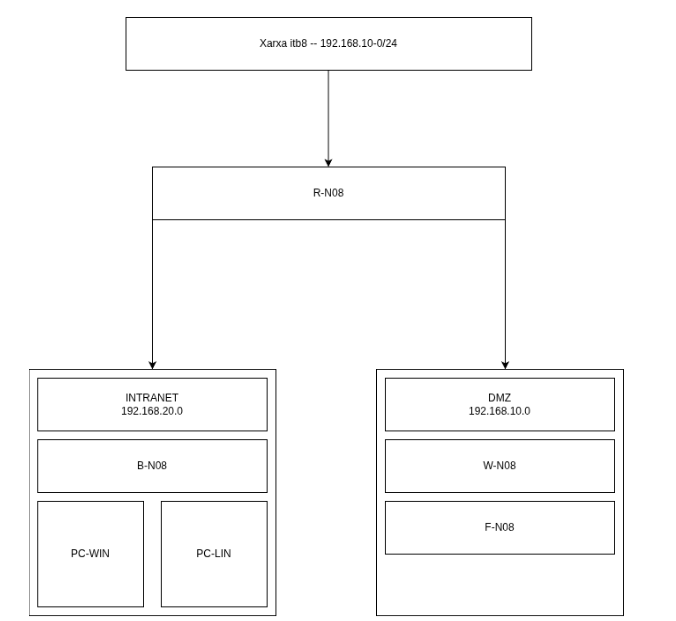 Xarxa itb8 -- 192.168.10-0/24
R-N08
INTRANET
192.168.20.0
B-N08
PC-WIN
PC-LIN
DMZ
192.168.10.0
W-N08
F-N08